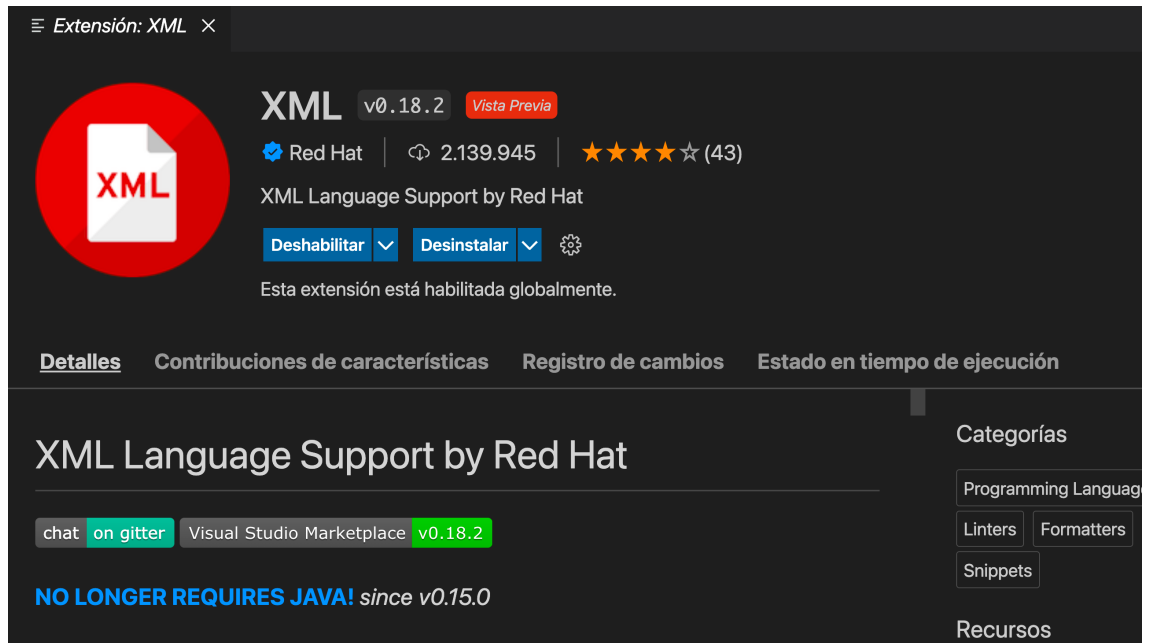 Extensión: XML
XML
XML v0.18.2 Vista Previa
Red Hat 2.139.945 (43)
XML Language Support by Red Hat
Deshabilitar Desinstalar
Esta extensión está habilitada globalmente.
Detalles Contribuciones de características Registro de cambios Estado en tiempo de ejecución
XML Language Support by Red Hat
chat on gitter Visual Studio Marketplace v0.18.2
NO LONGER REQUIRES JAVA! since v0.15.0
Categorías
Programming Languag
Linters Formatters
Snippets
Recursos